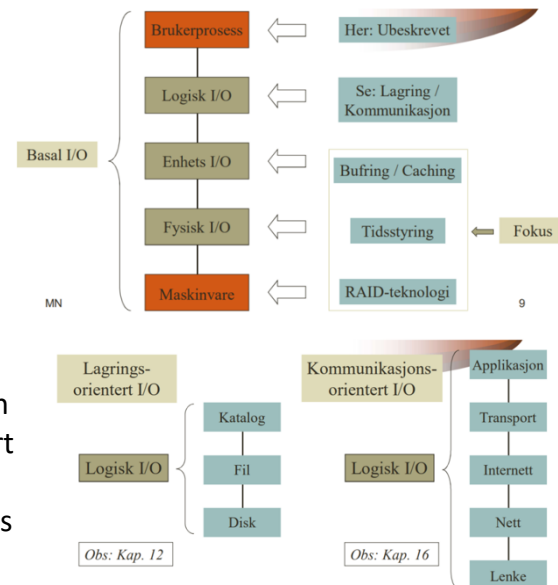 Brukerprosess
Her: Ubeskrevet
Logisk I/O
Se: Lagring /
Kommunikasjon
Basal I/O
Enhets I/O
Bufring / Caching
Fysisk I/O
Tidsstyring
Fokus
Maskinvare
RAID-teknologi
MN
9
Lagrings-
orientert I/O
Kommunikasjons-
orientert I/O
Applikasjon
Katalog
Transport
Logisk I/O
Fil
Logisk I/O
Internett
Disk
Nett
Obs: Kap. 12
Obs: Kap. 16
Lenke